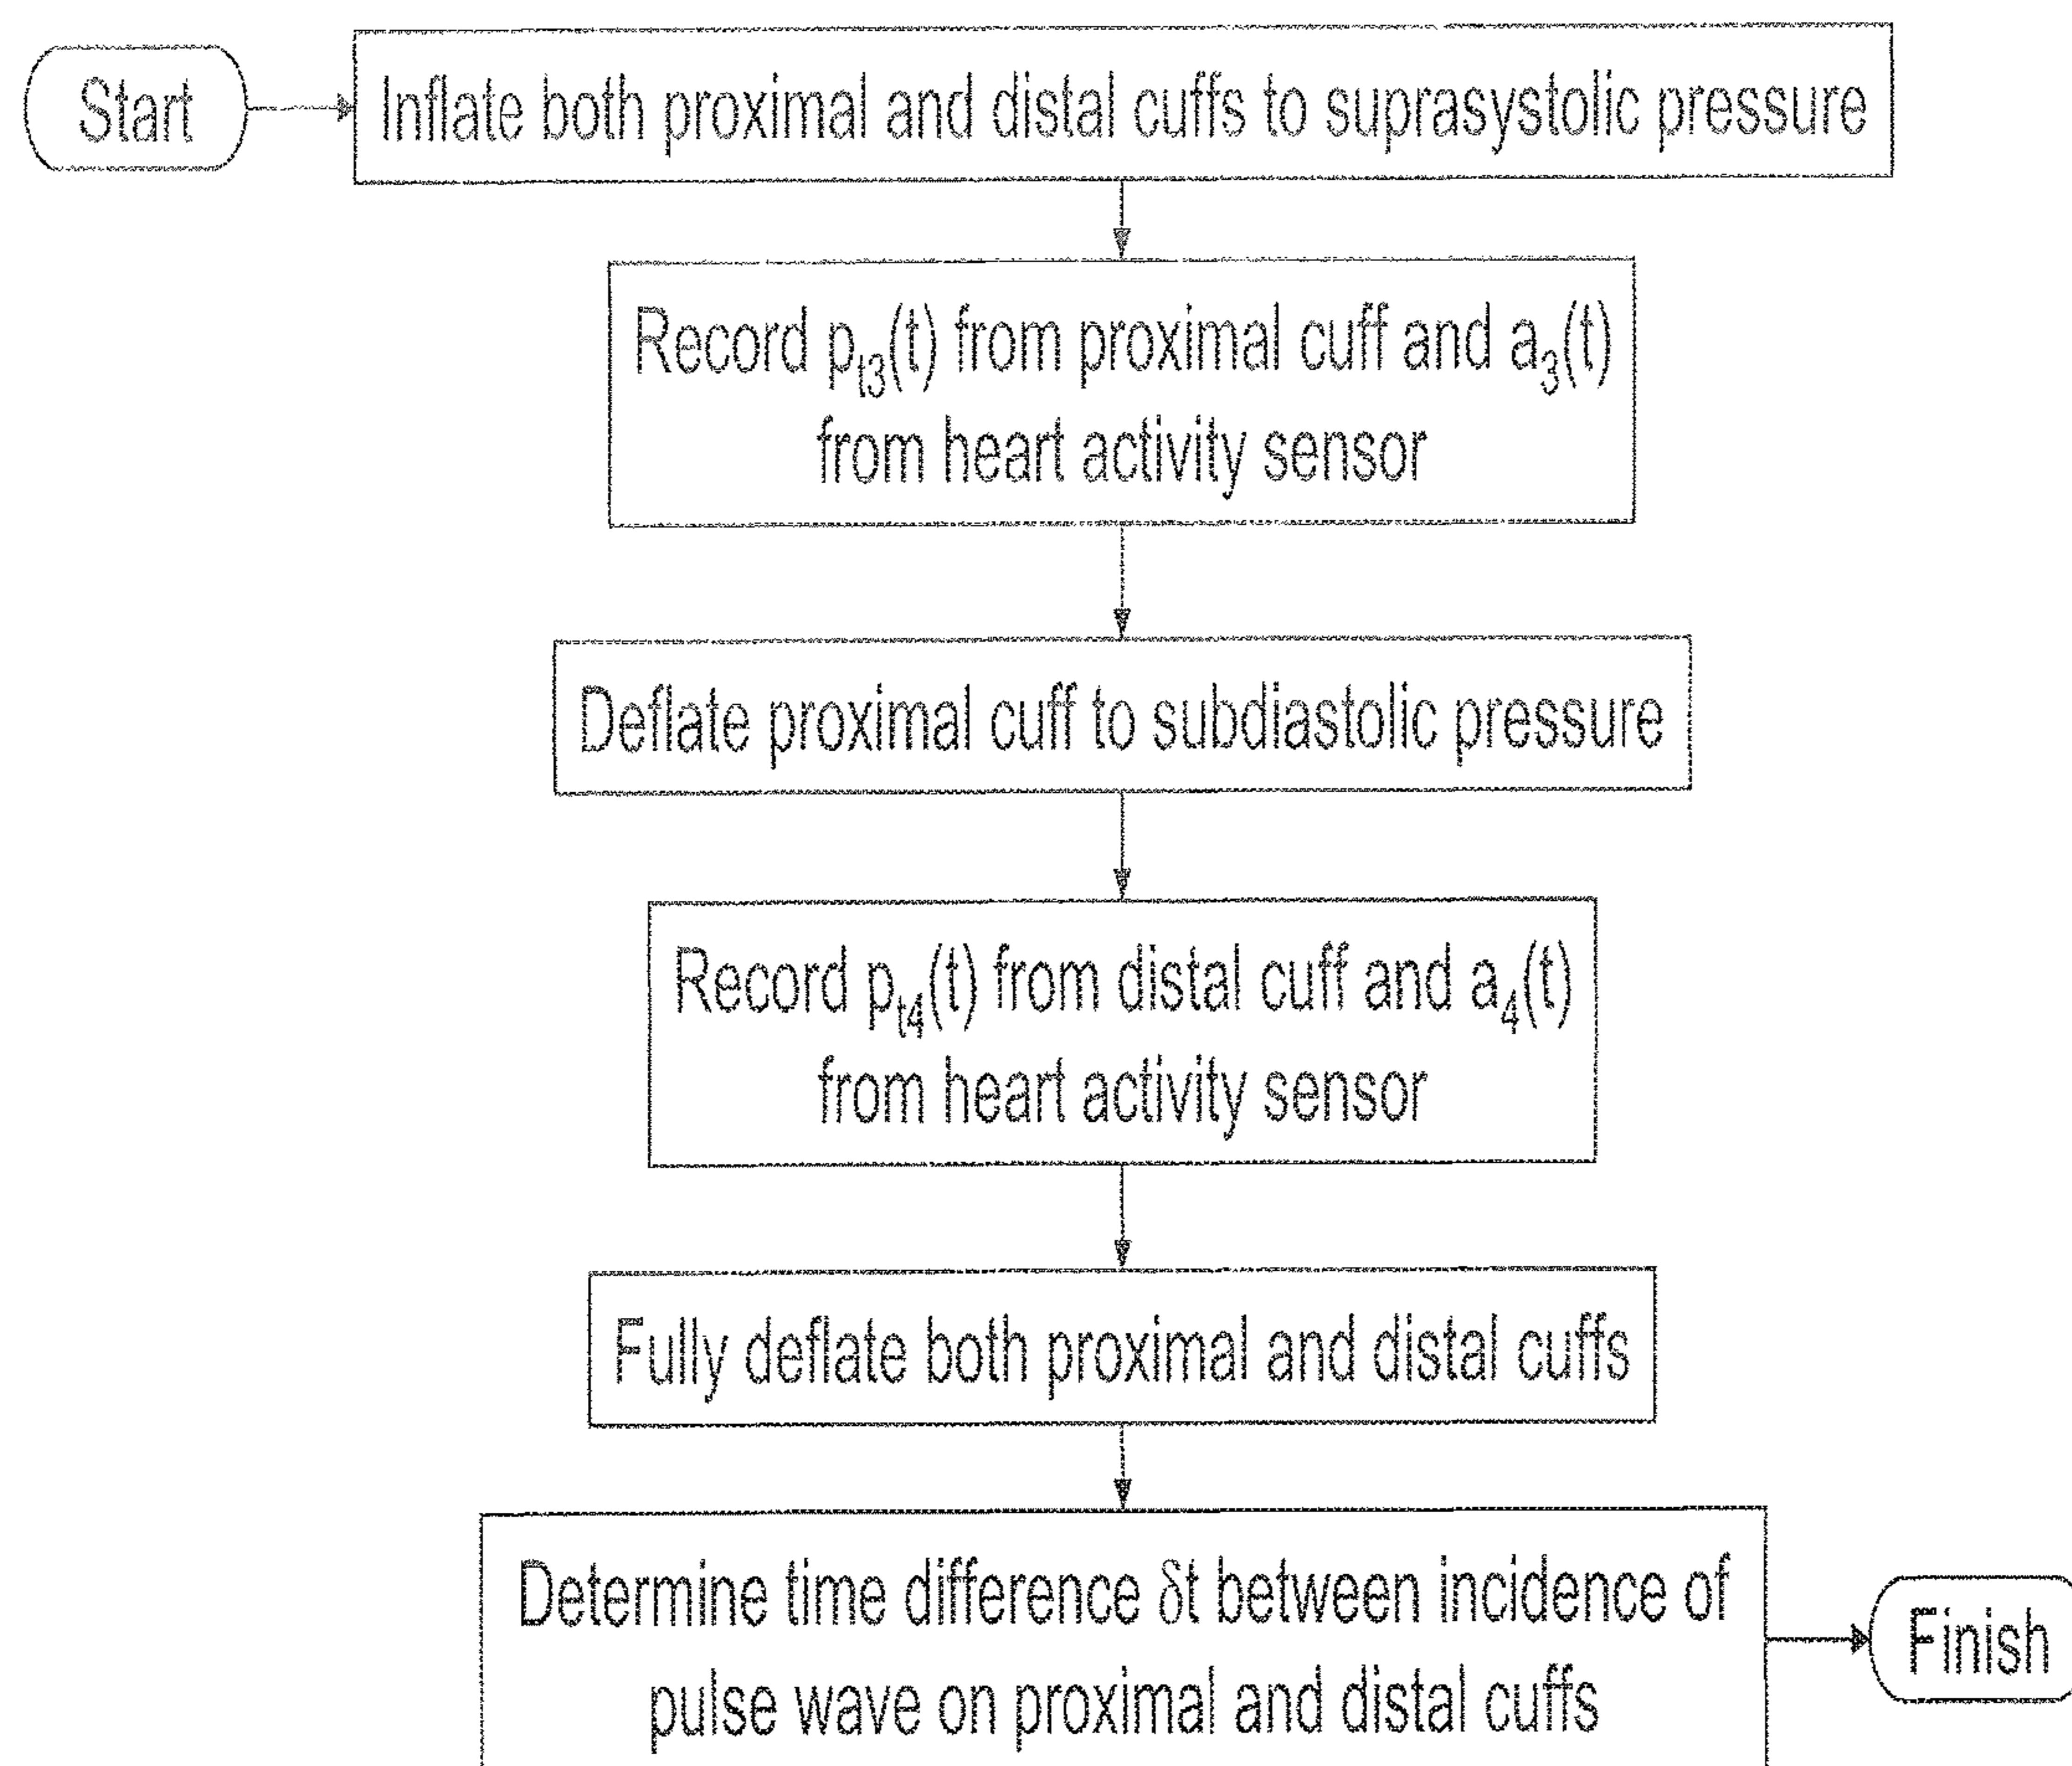 Start
Inflate both proximal and distal cuffs to suprasystolic pressure
Record pt3(t) from proximal cuff and a3(t)
from heart activity sensor
Deflate proximal cuff to subdiastolic pressure
Record pt4(t) from distal cuff and a4(t)
from heart activity sensor
Fully deflate both proximal and distal cuffs
Determine time difference δt between incidence of
pulse wave on proximal and distal cuffs
Finish